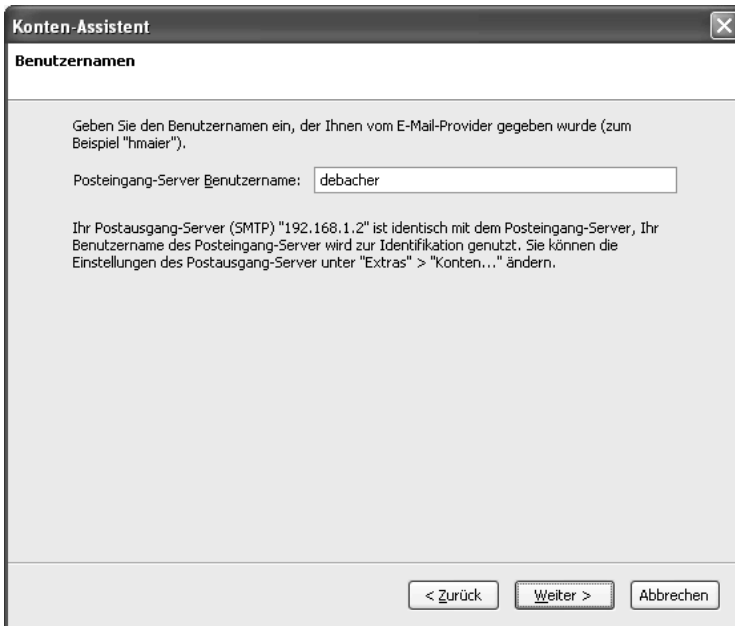 Konten-Assistent
Benutzernamen
Geben Sie den Benutzernamen ein, der Ihnen vom E-Mail-Provider gegeben wurde (zum
Beispiel "hmaier").
Posteingang-Server Benutzername: debacher
Ihr Postausgang-Server (SMTP) "192.168.1.2" ist identisch mit dem Posteingang-Server, Ihr
Benutzername des Posteingang-Server wird zur Identifikation genutzt. Sie können die
Einstellungen des Postausgang-Server unter "Extras" > "Konten..." ändern.
< Zurück Weiter > Abbrechen